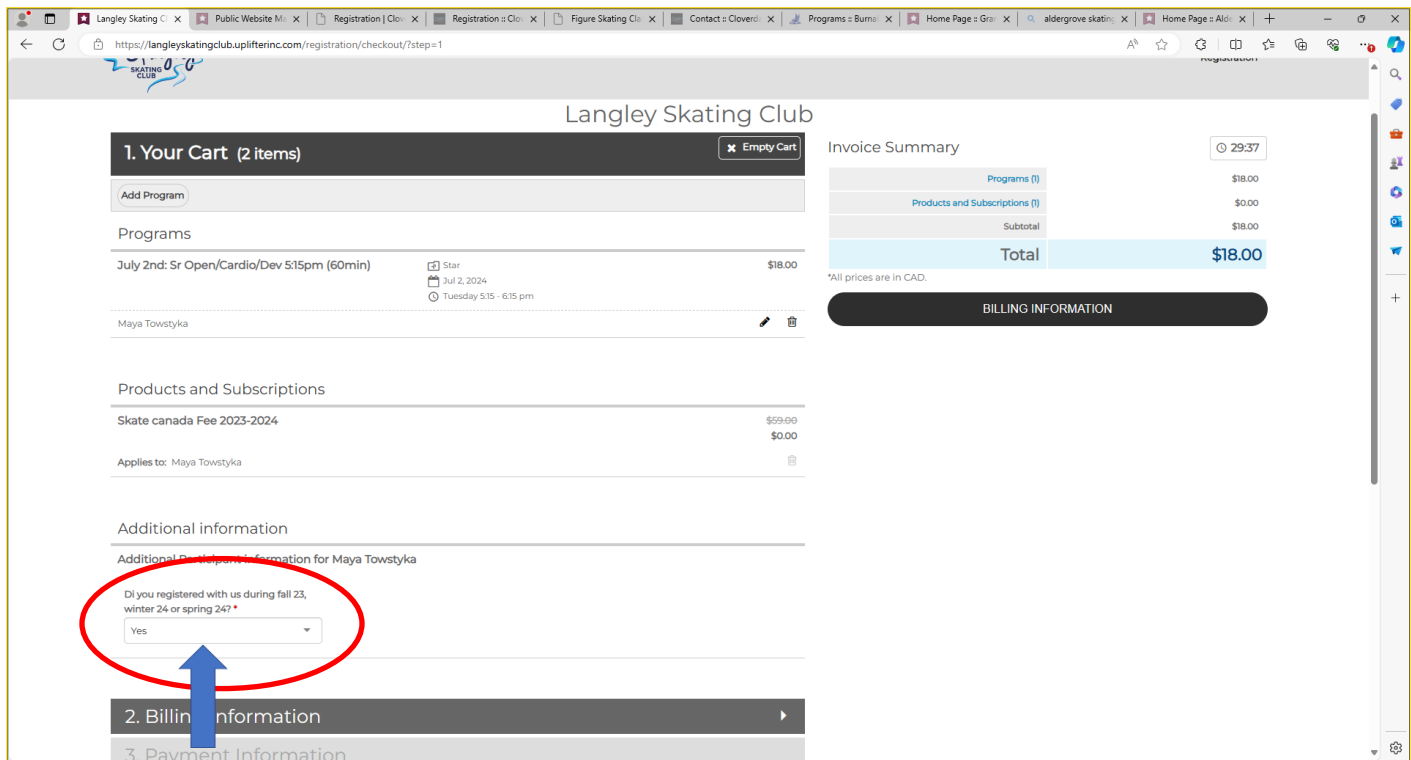 Langley Skating Cl
Public Website Ma
Registration | Clov
Registration :: Clov
Figure Skating Cla
Contact :: Cloverda
Programs :: Burnab
Home Page :: Gran
aldergrove skating
Home Page :: Alde
https://langleyskatingclub.uplifterinc.com/registration/checkout/?step=1
SKATING
CLUB
Registration
Langley Skating Club
1. Your Cart (2 items)
Empty Cart
Add Program
Programs
July 2nd: Sr Open/Cardio/Dev 5:15pm (60min)
Star
$18.00
Jul 2, 2024
Tuesday 5:15 - 6:15 pm
Maya Towstyka
Products and Subscriptions
Skate canada Fee 2023-2024
$59.00
$0.00
Applies to: Maya Towstyka
Additional information
Additional Participant information for Maya Towstyka
Di you registered with us during fall 23,
winter 24 or spring 24? *
Yes
2. Billing Information
3. Payment Information
Invoice Summary
29:37
Programs (1) $18.00
Products and Subscriptions (1) $0.00
Subtotal $18.00
Total $18.00
*All prices are in CAD.
BILLING INFORMATION